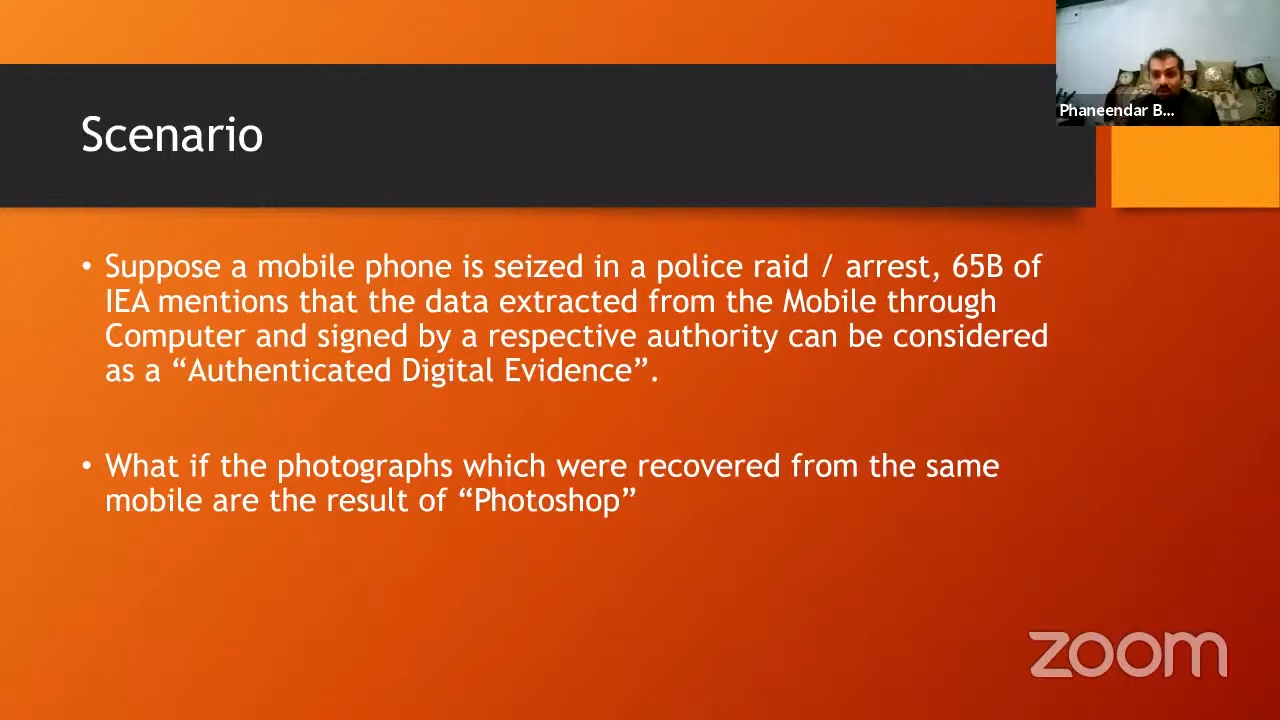 Phaneendar B...
Scenario
• Suppose a mobile phone is seized in a police raid / arrest, 65B of
IEA mentions that the data extracted from the Mobile through
Computer and signed by a respective authority can be considered
as a “Authenticated Digital Evidence”.
• What if the photographs which were recovered from the same
mobile are the result of “Photoshop”
zoom